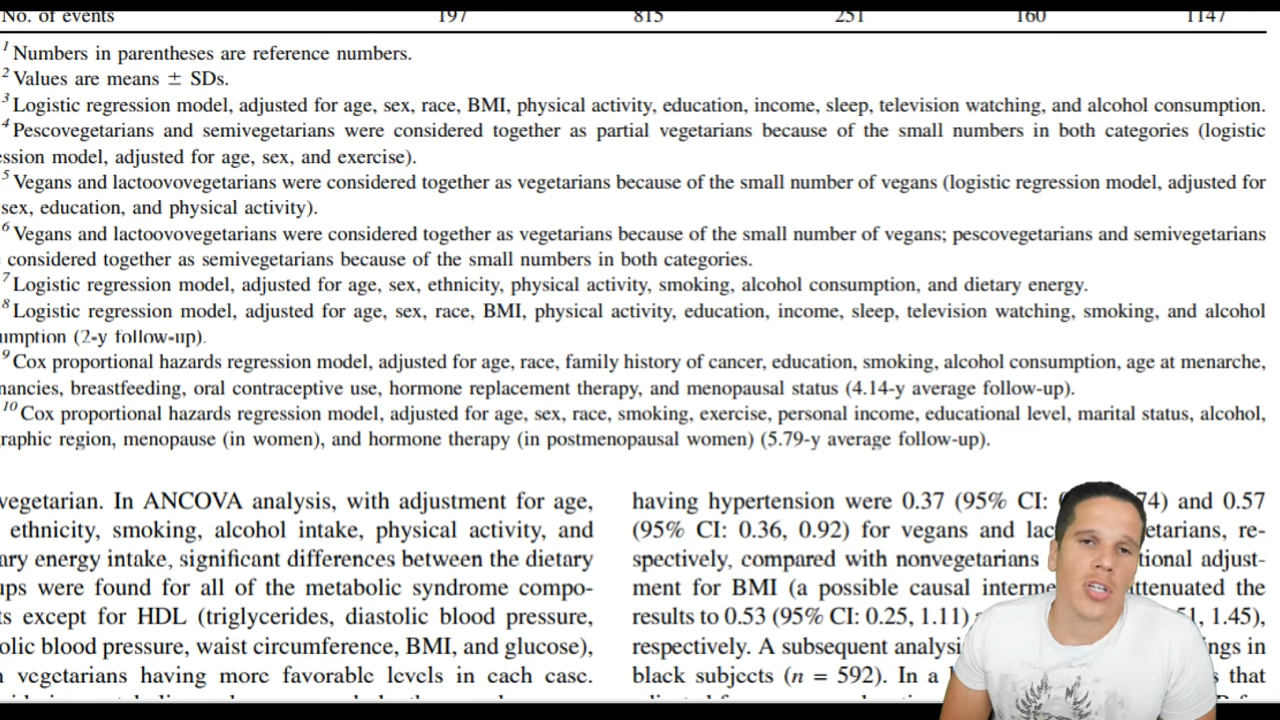 No. of events 197 815 251 160 1147
1 Numbers in parentheses are reference numbers.
2 Values are means ± SDs.
3 Logistic regression model, adjusted for age, sex, race, BMI, physical activity, education, income, sleep, television watching, and alcohol consumption.
4 Pescovegetarians and semivegetarians were considered together as partial vegetarians because of the small numbers in both categories (logistic
ession model, adjusted for age, sex, and exercise).
5 Vegans and lactoovovegetarians were considered together as vegetarians because of the small number of vegans (logistic regression model, adjusted for
sex, education, and physical activity).
6 Vegans and lactoovovegetarians were considered together as vegetarians because of the small number of vegans; pescovegetarians and semivegetarians
considered together as semivegetarians because of the small numbers in both categories.
7 Logistic regression model, adjusted for age, sex, ethnicity, physical activity, smoking, alcohol consumption, and dietary energy.
8 Logistic regression model, adjusted for age, sex, race, BMI, physical activity, education, income, sleep, television watching, smoking, and alcohol
umption (2-y follow-up).
9 Cox proportional hazards regression model, adjusted for age, race, family history of cancer, education, smoking, alcohol consumption, age at menarche,
nancies, breastfeeding, oral contraceptive use, hormone replacement therapy, and menopausal status (4.14-y average follow-up).
10 Cox proportional hazards regression model, adjusted for age, sex, race, smoking, exercise, personal income, educational level, marital status, alcohol,
raphic region, menopause (in women), and hormone therapy (in postmenopausal women) (5.79-y average follow-up).
vegetarian. In ANCOVA analysis, with adjustment for age,
ethnicity, smoking, alcohol intake, physical activity, and
ary energy intake, significant differences between the dietary
ups were found for all of the metabolic syndrome compo-
ts except for HDL (triglycerides, diastolic blood pressure,
olic blood pressure, waist circumference, BMI, and glucose),
vegetarians having more favorable levels in each case.
having hypertension were 0.37 (95% CI: 74) and 0.57
(95% CI: 0.36, 0.92) for vegans and lac etarians, re-
spectively, compared with nonvegetarians tional adjust-
ment for BMI (a possible causal interme ttenuated the
results to 0.53 (95% CI: 0.25, 1.11) 51, 1.45),
respectively. A subsequent analysi ngs in
black subjects (n = 592). In a that